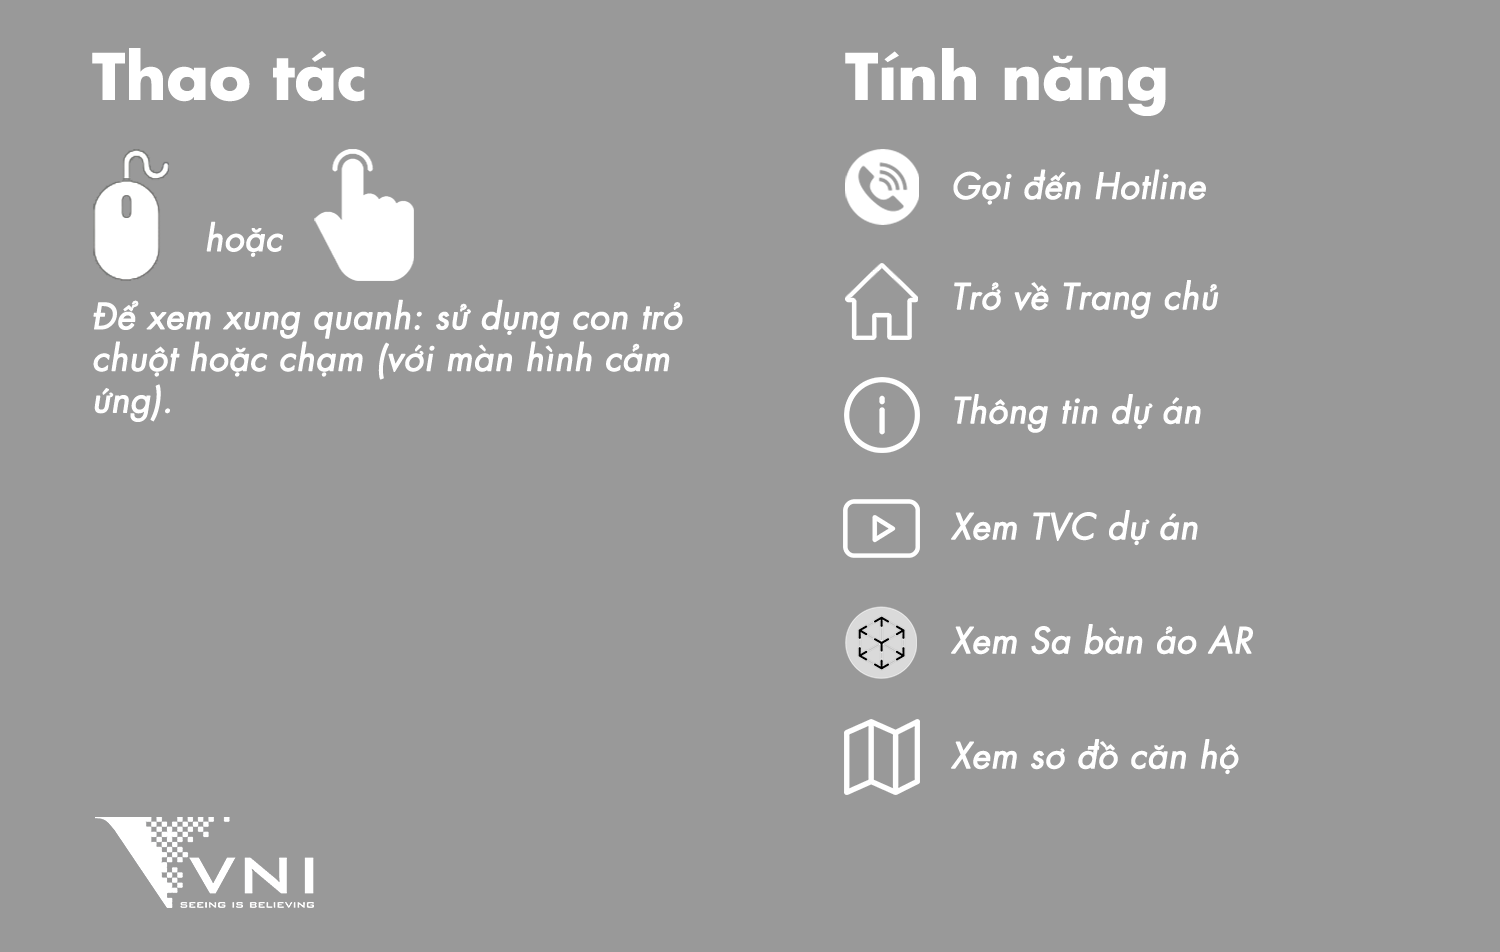 Thao tác
hoặc
Để xem xung quanh: sử dụng con trỏ
chuột hoặc chạm (với màn hình cảm
ứng).
Tính năng
Gọi đến Hotline
Trở về Trang chủ
Thông tin dự án
Xem TVC dự án
Xem Sa bàn ảo AR
Xem sơ đồ căn hộ
VNI
SEEING IS BELIEVING